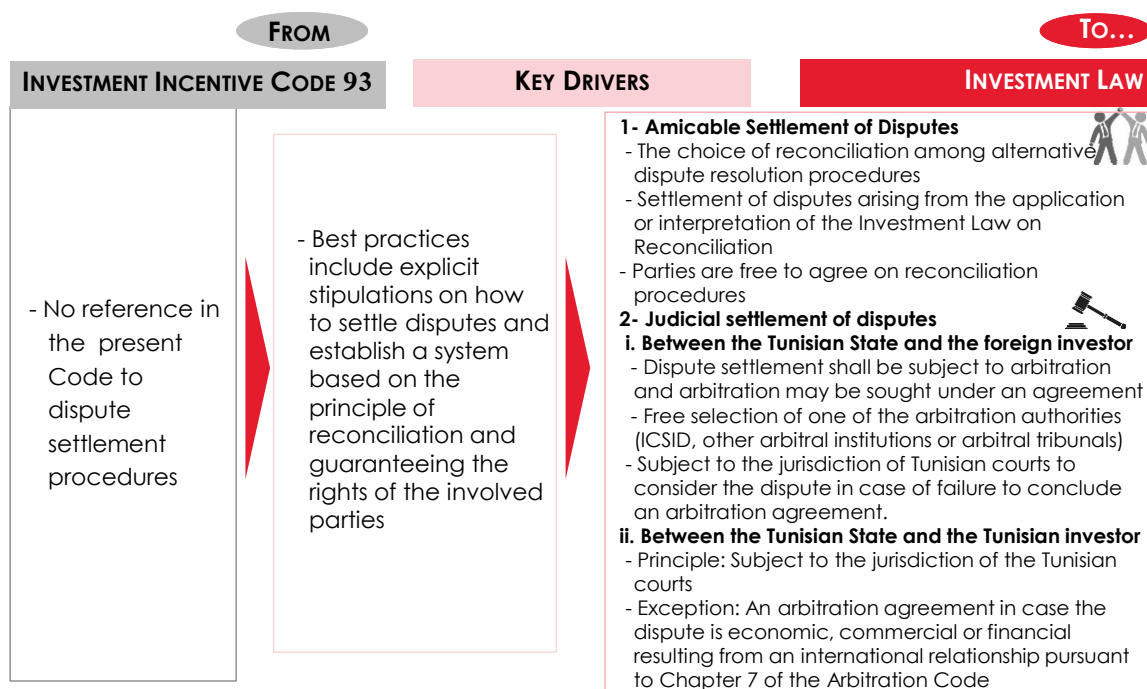 FROM
TO...
INVESTMENT INCENTIVE CODE 93
KEY DRIVERS
INVESTMENT LAW
- No reference in
the present
Code to
dispute
settlement
procedures
- Best practices
include explicit
stipulations on how
to settle disputes and
establish a system
based on the
principle of
reconciliation and
guaranteeing the
rights of the involved
parties
1- Amicable Settlement of Disputes
- The choice of reconciliation among alternative
dispute resolution procedures
- Settlement of disputes arising from the application
or interpretation of the Investment Law on
Reconciliation
- Parties are free to agree on reconciliation
procedures
2- Judicial settlement of disputes
i. Between the Tunisian State and the foreign investor
- Dispute settlement shall be subject to arbitration
and arbitration may be sought under an agreement
- Free selection of one of the arbitration authorities
(ICSID, other arbitral institutions or arbitral tribunals)
- Subject to the jurisdiction of Tunisian courts to
consider the dispute in case of failure to conclude
an arbitration agreement.
ii. Between the Tunisian State and the Tunisian investor
- Principle: Subject to the jurisdiction of the Tunisian
courts
- Exception: An arbitration agreement in case the
dispute is economic, commercial or financial
resulting from an international relationship pursuant
to Chapter 7 of the Arbitration Code